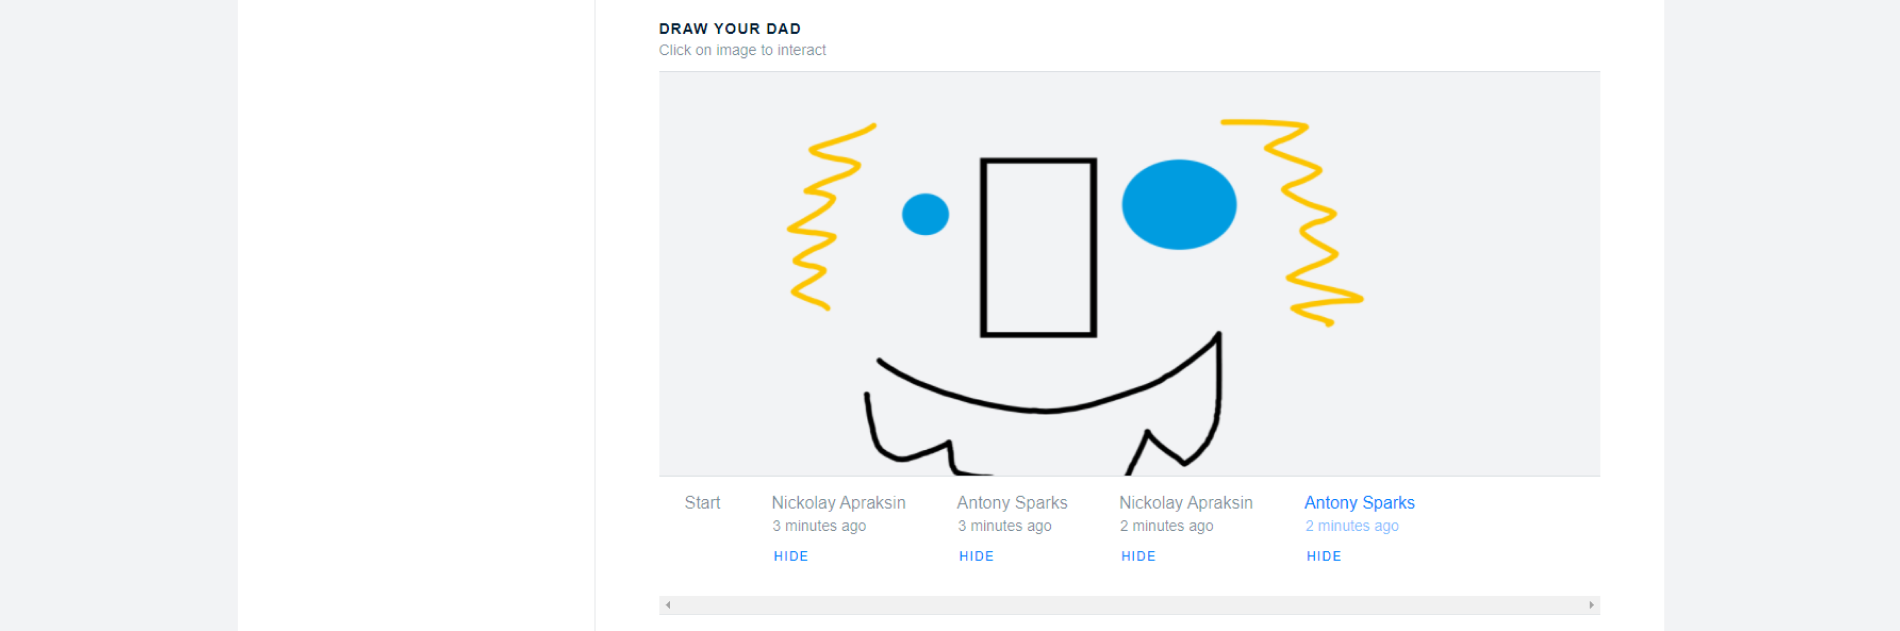 DRAW YOUR DAD
Click on image to interact
Start
Nickolay Apraksin
3 minutes ago
HIDE
Antony Sparks
3 minutes ago
HIDE
Nickolay Apraksin
2 minutes ago
HIDE
Antony Sparks
2 minutes ago
HIDE